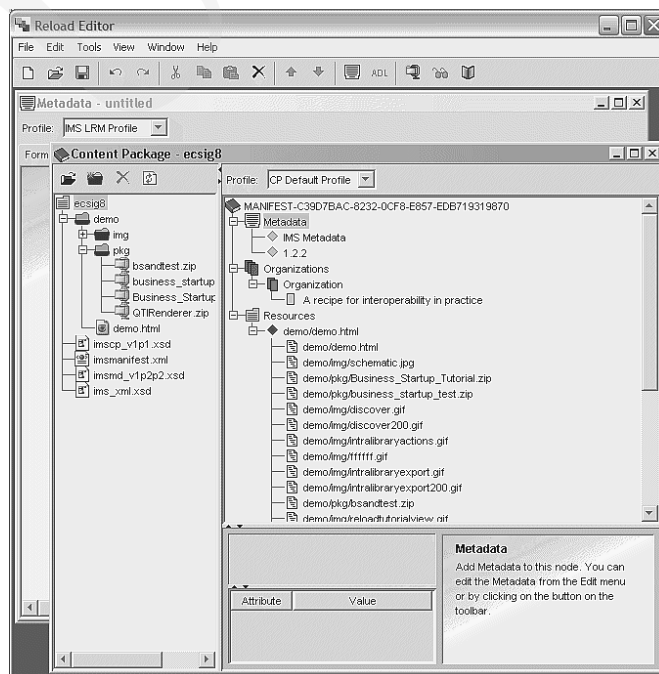 Reload Editor
File Edit Tools View Window Help
ADL
Metadata - untitled
Profile: IMS LRM Profile
Form
Content Package - ecsig8
Profile: CP Default Profile
ecsig8
demo
img
pkg
bsandtest.zip
business_startup
Business_Startup
QTIRenderer.zip
demo.html
imscp_v1p1.xsd
imsmanifest.xml
imsmd_v1p2p2.xsd
ims_xml.xsd
MANIFEST-C39D7BAC-8232-0CF8-E857-EDB719319870
Metadata
IMS Metadata
1.2.2
Organizations
Organization
A recipe for interoperability in practice
Resources
demo/demo.html
demo/demo.html
demo/img/schematic.jpg
demo/pkg/Business_Startup_Tutorial.zip
demo/pkg/business_startup_test.zip
demo/img/discover.gif
demo/img/discover200.gif
demo/img/intralibraryactions.gif
demo/img/ffffff.gif
demo/img/intralibraryexport.gif
demo/img/intralibraryexport200.gif
demo/pkg/bsandtest.zip
demo/img/reloadtutorialview.gif
Attribute Value
Metadata
Add Metadata to this node. You can
edit the Metadata from the Edit menu
or by clicking on the button on the
toolbar.